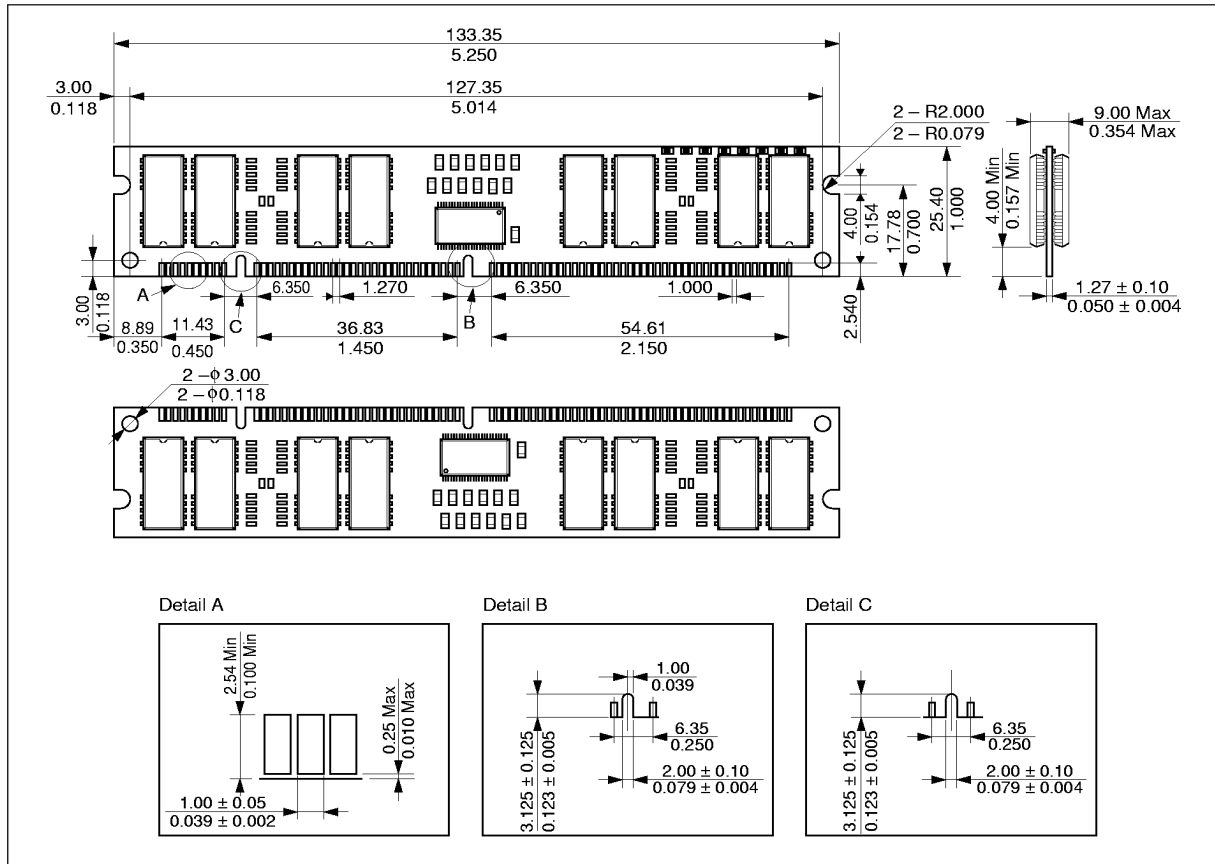 133.35
5.250
3.00
0.118
127.35
5.014
2 – R2.000
2 – R0.079
9.00 Max
0.354 Max
4.00 Min
0.157 Min
4.00
0.154
17.78
0.700
25.40
1.000
A
C
B
6.350
1.270
6.350
1.000
2.540
1.27 ± 0.10
0.050 ± 0.004
3.00
0.118
8.89
0.350
11.43
0.450
36.83
1.450
54.61
2.150
2 – ϕ 3.00
2 – ϕ 0.118
Detail A
Detail B
Detail C
2.54 Min
0.100 Min
0.25 Max
0.010 Max
1.00 ± 0.05
0.039 ± 0.002
1.00
0.039
3.125 ± 0.125
0.123 ± 0.005
6.35
0.250
2.00 ± 0.10
0.079 ± 0.004
3.125 ± 0.125
0.123 ± 0.005
6.35
0.250
2.00 ± 0.10
0.079 ± 0.004